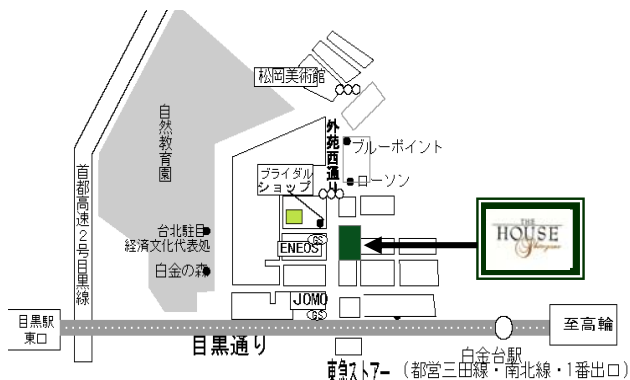 松岡美術館
自然教育園
外苑西通り
ブルーポイント
ローソン
ブライダル
ショップ
首都高速2号目黒線
台北駐日
経済文化代表処
白金の森
GS
ENEOS
THE
HOUSE
Shirogane
JOMO
GS
目黒駅
東口
目黒通り
至高輪
白金台駅
東急ストアー
(都営三田線・南北線・1番出口)